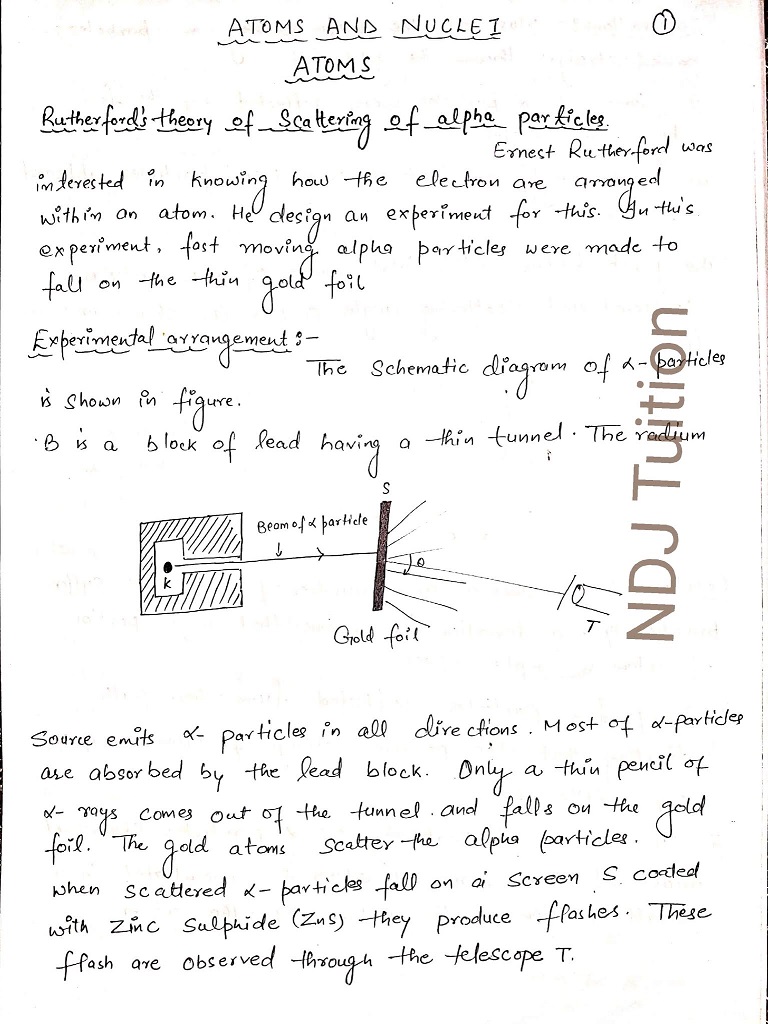 ATOMS AND NUCLEI
①
ATOMS
Rutherford's theory of Scattering of alpha particles.
Ernest Rutherford was
interested in knowing how the electron are arranged
within an atom. He design an experiment for this. In this
experiment, fast moving alpha particles were made to
fall on the thin gold foil
Experimental arrangement :-
The Schematic diagram of α- particles
is Shown in figure.
B is a block of lead having a thin tunnel. The radium
S
Beam of α particle
K
θ
T
Gold foil
NDJ Tuition
Source emits α- particles in all directions. Most of α-particles
are absorbed by the lead block. Only a thin pencil of
α- rays comes out of the tunnel. and falls on the gold
foil. The gold atoms scatter the alpha particles.
when scattered α- particles fall on a screen S coated
with Zinc Sulphide (ZnS) they produce flashes. These
flash are observed through the telescope T.